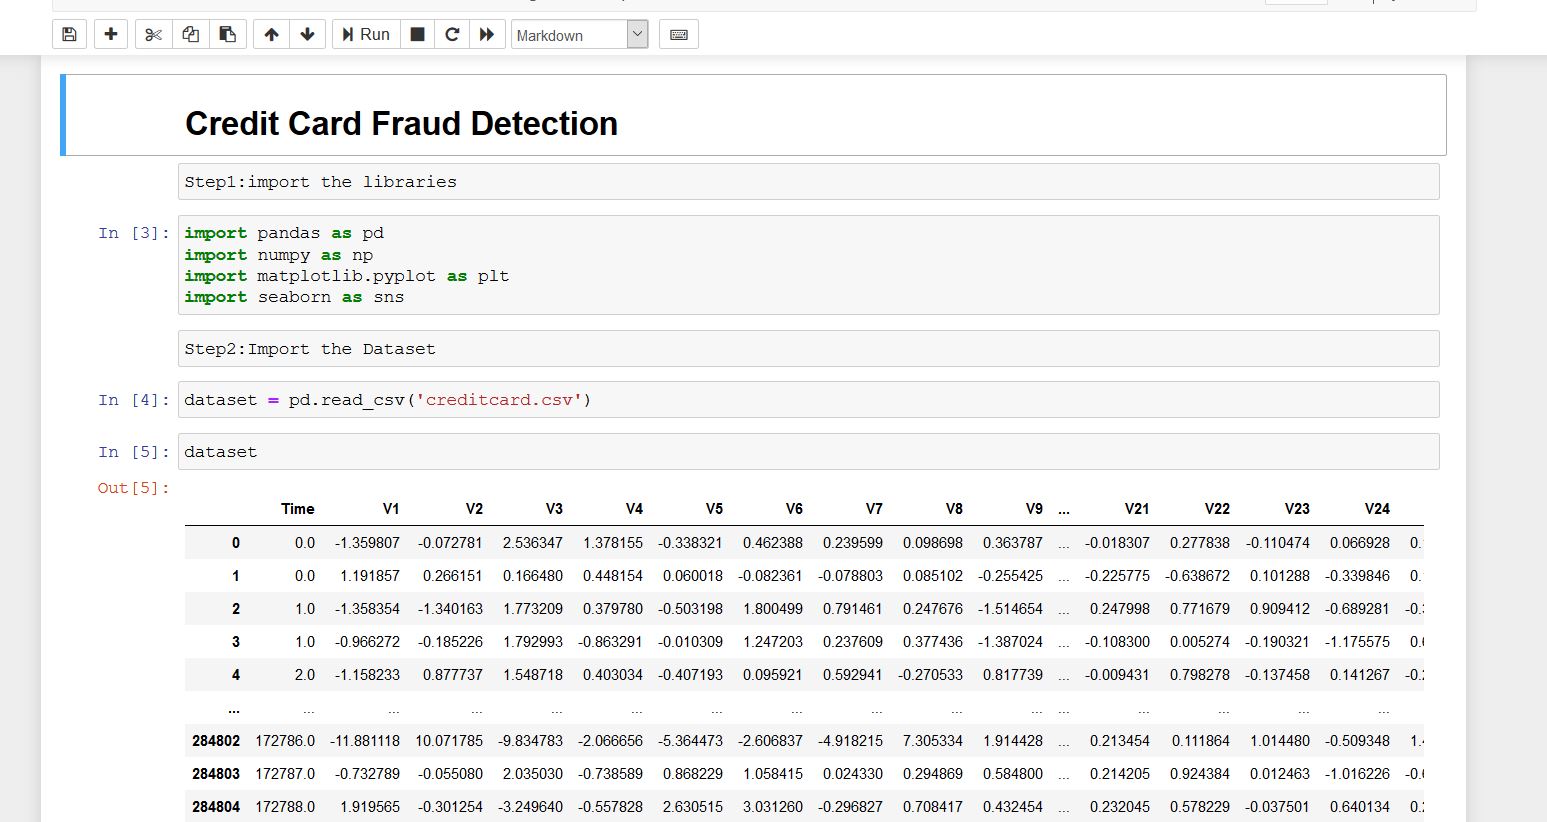 Run
Markdown
Credit Card Fraud Detection
Step1:import the libraries
In [3]:
import pandas as pd
import numpy as np
import matplotlib.pyplot as plt
import seaborn as sns
Step2:Import the Dataset
In [4]: dataset = pd.read_csv('creditcard.csv')
In [5]: dataset
Out[5]:
Time V1 V2 V3 V4 V5 V6 V7 V8 V9 ... V21 V22 V23 V24
0 0.0 -1.359807 -0.072781 2.536347 1.378155 -0.338321 0.462388 0.239599 0.098698 0.363787 ... -0.018307 0.277838 -0.110474 0.066928 0.
1 0.0 1.191857 0.266151 0.166480 0.448154 0.060018 -0.082361 -0.078803 0.085102 -0.255425 ... -0.225775 -0.638672 0.101288 -0.339846 0.
2 1.0 -1.358354 -1.340163 1.773209 0.379780 -0.503198 1.800499 0.791461 0.247676 -1.514654 ... 0.247998 0.771679 0.909412 -0.689281 -0.
3 1.0 -0.966272 -0.185226 1.792993 -0.863291 -0.010309 1.247203 0.237609 0.377436 -1.387024 ... -0.108300 0.005274 -0.190321 -1.175575 0.
4 2.0 -1.158233 0.877737 1.548718 0.403034 -0.407193 0.095921 0.592941 -0.270533 0.817739 ... -0.009431 0.798278 -0.137458 0.141267 -0.
... ... ... ... ... ... ... ... ... ... ... ... ... ... ... ...
284802 172786.0 -11.881118 10.071785 -9.834783 -2.066656 -5.364473 -2.606837 -4.918215 7.305334 1.914428 ... 0.213454 0.111864 1.014480 -0.509348 1.
284803 172787.0 -0.732789 -0.055080 2.035030 -0.738589 0.868229 1.058415 0.024330 0.294869 0.584800 ... 0.214205 0.924384 0.012463 -1.016226 -0.
284804 172788.0 1.919565 -0.301254 -3.249640 -0.557828 2.630515 3.031260 -0.296827 0.708417 0.432454 ... 0.232045 0.578229 -0.037501 0.640134 0.